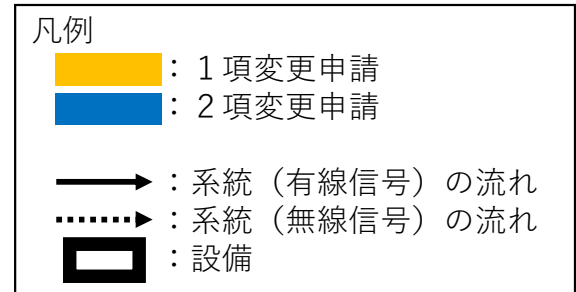 凡例
：１項変更申請
：２項変更申請
：系統（有線信号）の流れ
：系統（無線信号）の流れ
：設備